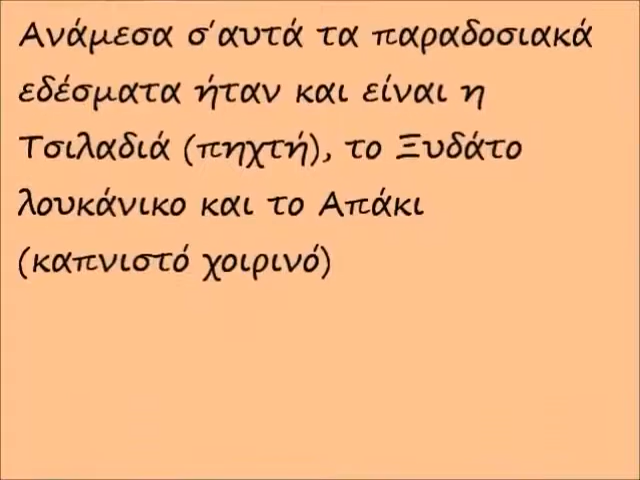 Ανάμεσα σ'αυτά τα παραδοσιακά
εδέσματα ήταν και είναι η
Τσιλαδιά (πηχτή), το Ξυδάτο
λουκάνικο και το Απάκι
(καπνιστό χοιρινό)